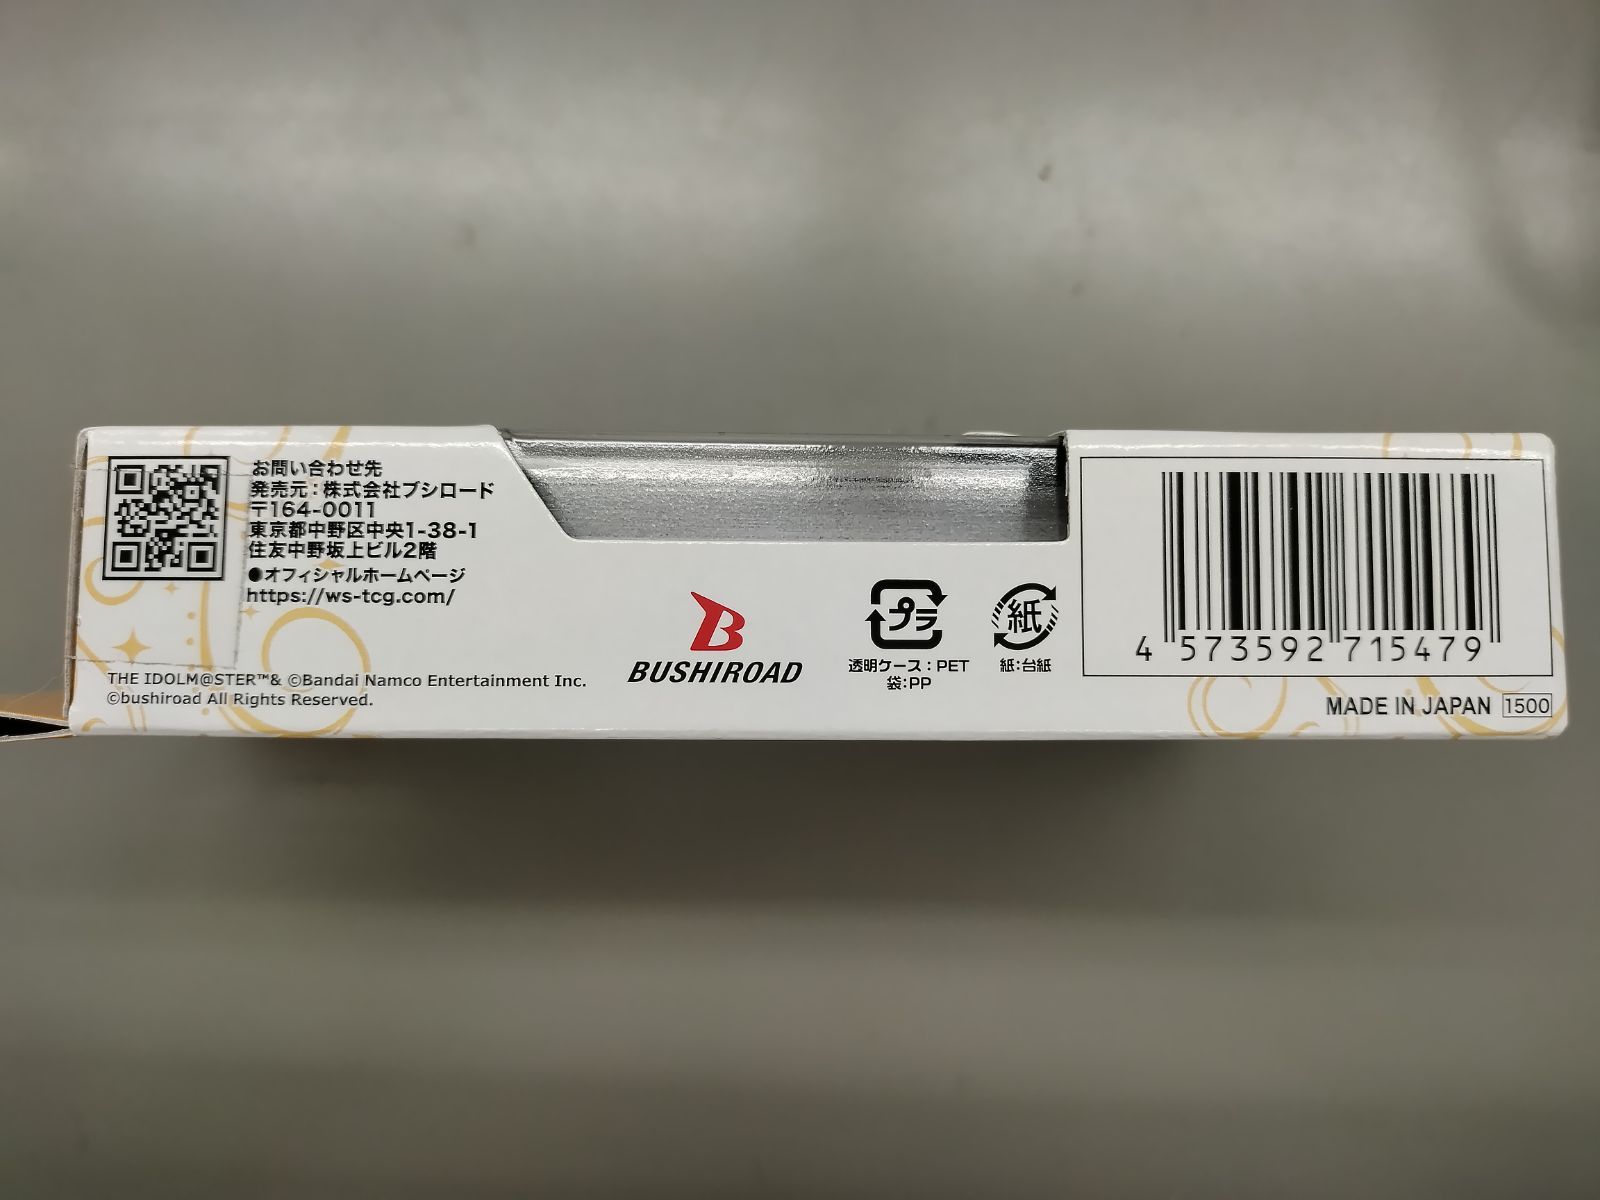 お問い合わせ先
発売元：株式会社ブシロード
〒164-0011
東京都中野区中央1-38-1
住友中野坂上ビル2階
●オフィシャルホームページ
https://ws-tcg.com/
THE IDOLM@STER™& ©Bandai Namco Entertainment Inc.
©bushiroad All Rights Reserved.
B
BUSHIROAD
プラ
透明ケース：PET
袋：PP
紙
紙：台紙
4 573592 715479
MADE IN JAPAN 1500